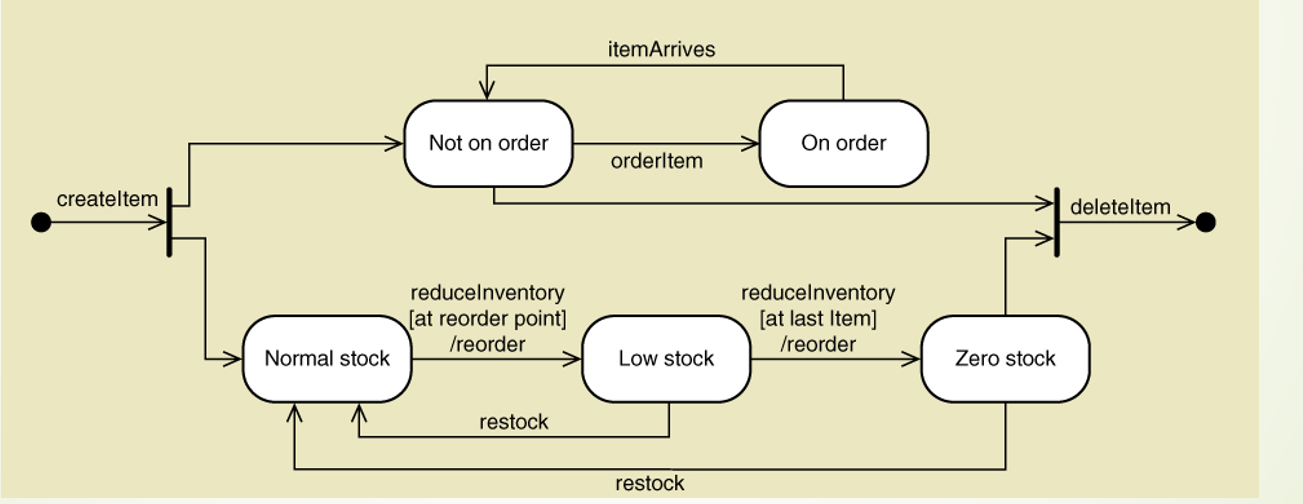 itemArrives
Not on order
On order
orderItem
createItem
deleteItem
reduceInventory
[at reorder point]
/reorder
reduceInventory
[at last Item]
/reorder
Normal stock
Low stock
Zero stock
restock
restock